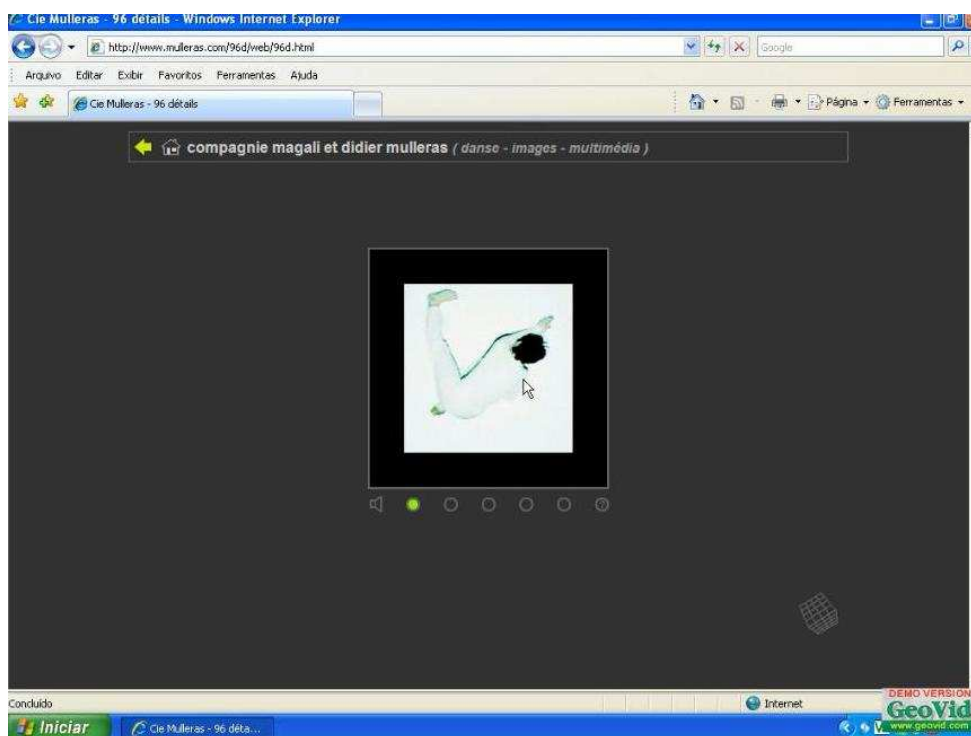 Cie Mulleras - 96 détails - Windows Internet Explorer
http://www.mulleras.com/96d/web/96d.html
Google
Arquivo Editar Exibir Favoritos Ferramentas Ajuda
Cie Mulleras - 96 détails
Página
Ferramentas
compagnie magali et didier mulleras ( danse - images - multimédia )
?
Concluído
Internet
DEMO VERSION
GeoVid
www.geovid.com
Iniciar
Cie Mulleras - 96 déta...